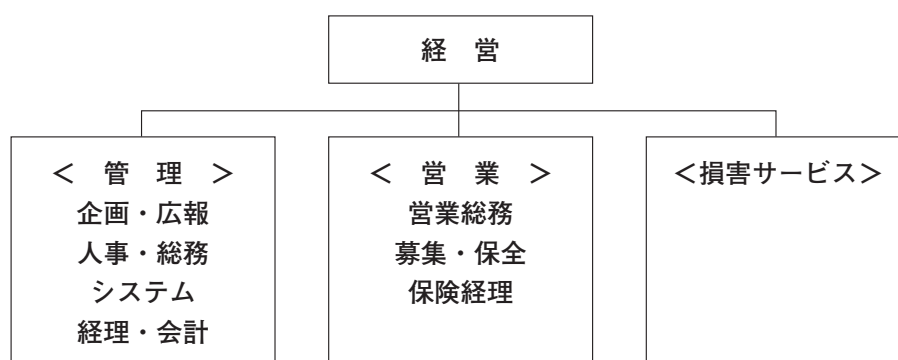 経　営
＜　管　理　＞
企画・広報
人事・総務
システム
経理・会計
＜　営　業　＞
営業総務
募集・保全
保険経理
＜損害サービス＞